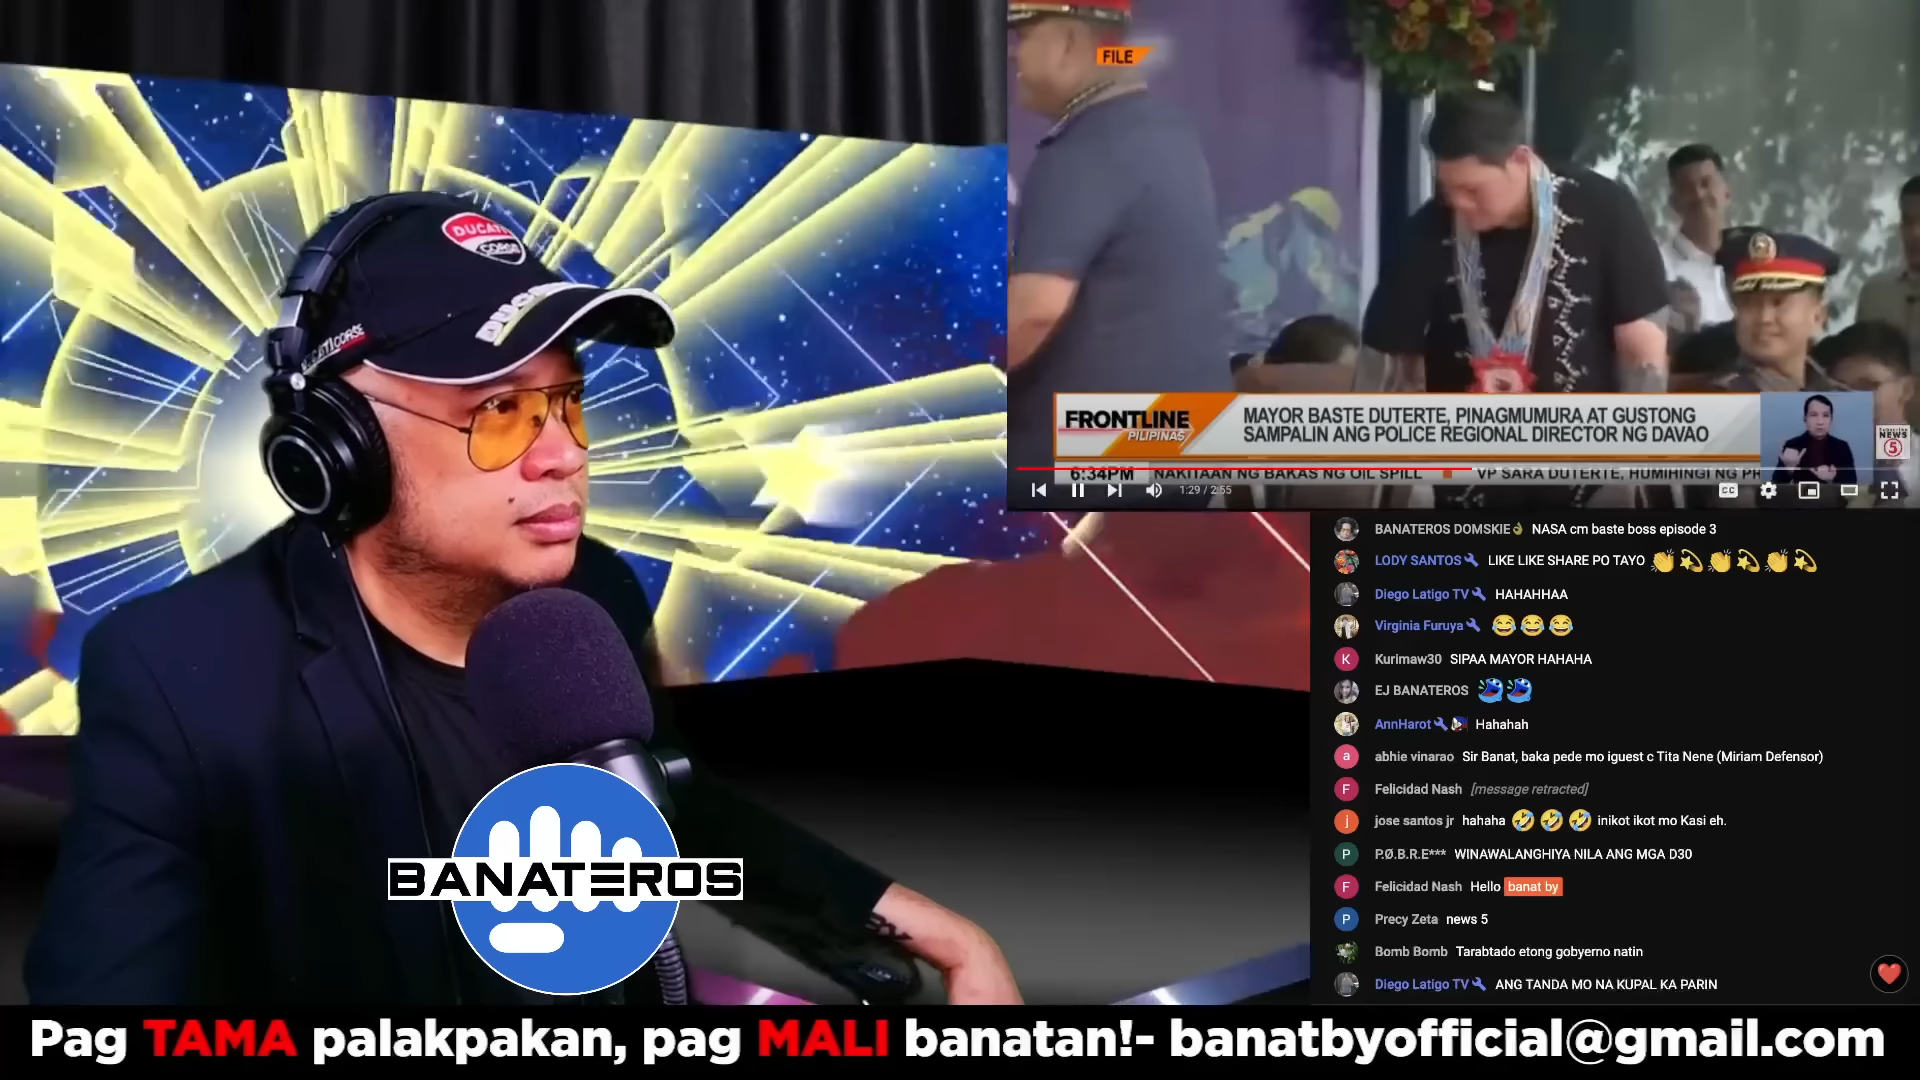 DUCATI
CORSE
DUCATI CORSE
FILE
FRONTLINE
PILIPINAS
MAYOR BASTE DUTERTE, PINAGMUMURA AT GUSTONG
SAMPALIN ANG POLICE REGIONAL DIRECTOR NG DAVAO
NEWS
5
6:34PM NAKITAAN NG BAKAS NG OIL SPILL VP SARA DUTERTE, HUMIHINGI NG
1:29 / 2:55
CC
BANATEROS DOMSKIE👌 NASA cm baste boss episode 3
LODY SANTOS LIKE LIKE SHARE PO TAYO 👏💫👏💫👏💫
Diego Latigo TV HAHAHHAA
Virginia Furuya 😂😂😂
K Kurimaw30 SIPAA MAYOR HAHAHA
EJ BANATEROS
AnnHarot Hahahah
a abhie vinarao Sir Banat, baka pede mo iguest c Tita Nene (Miriam Defensor)
F Felicidad Nash [message retracted]
j jose santos jr hahaha 🤣🤣🤣 inikot ikot mo Kasi eh.
P P.Ø.B.R.E*** WINAWALANGHIYA NILA ANG MGA D30
F Felicidad Nash Hello banat by
P Precy Zeta news 5
Bomb Bomb Tarabtado etong gobyerno natin
Diego Latigo TV ANG TANDA MO NA KUPAL KA PARIN
BANATEROS
Pag TAMA palakpakan, pag MALI banatan!- banatbyofficial@gmail.com